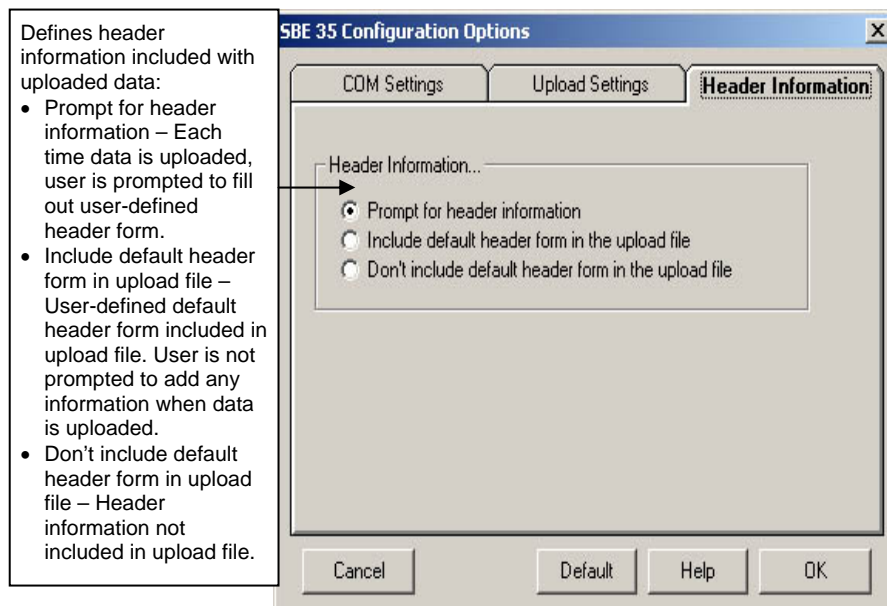 Defines header
information included with
uploaded data:
• Prompt for header
information – Each
time data is uploaded,
user is prompted to fill
out user-defined
header form.
• Include default header
form in upload file –
User-defined default
header form included in
upload file. User is not
prompted to add any
information when data
is uploaded.
• Don't include default
header form in upload
file – Header
information not
included in upload file.
SBE 35 Configuration Options
COM Settings
Upload Settings
Header Information
Header Information...
Prompt for header information
Include default header form in the upload file
Don't include default header form in the upload file
Cancel
Default
Help
OK